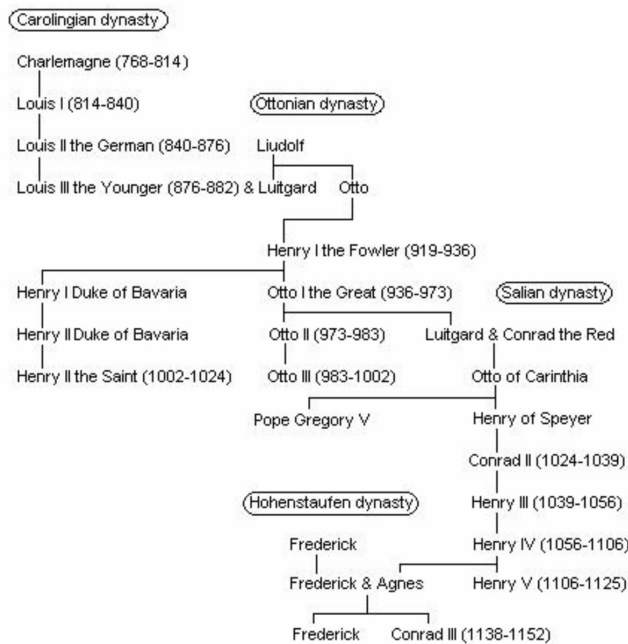 Carolingian dynasty
Charlemagne (768-814)
Louis I (814-840)
Ottonian dynasty
Louis II the German (840-876)
Liudolf
Louis III the Younger (876-882) & Luitgard
Otto
Henry I the Fowler (919-936)
Henry I Duke of Bavaria
Otto I the Great (936-973)
Salian dynasty
Henry II Duke of Bavaria
Otto II (973-983)
Luitgard & Conrad the Red
Henry II the Saint (1002-1024)
Otto III (983-1002)
Otto of Carinthia
Pope Gregory V
Henry of Speyer
Conrad II (1024-1039)
Hohenstaufen dynasty
Henry III (1039-1056)
Frederick
Henry IV (1056-1106)
Frederick & Agnes
Henry V (1106-1125)
Frederick
Conrad III (1138-1152)